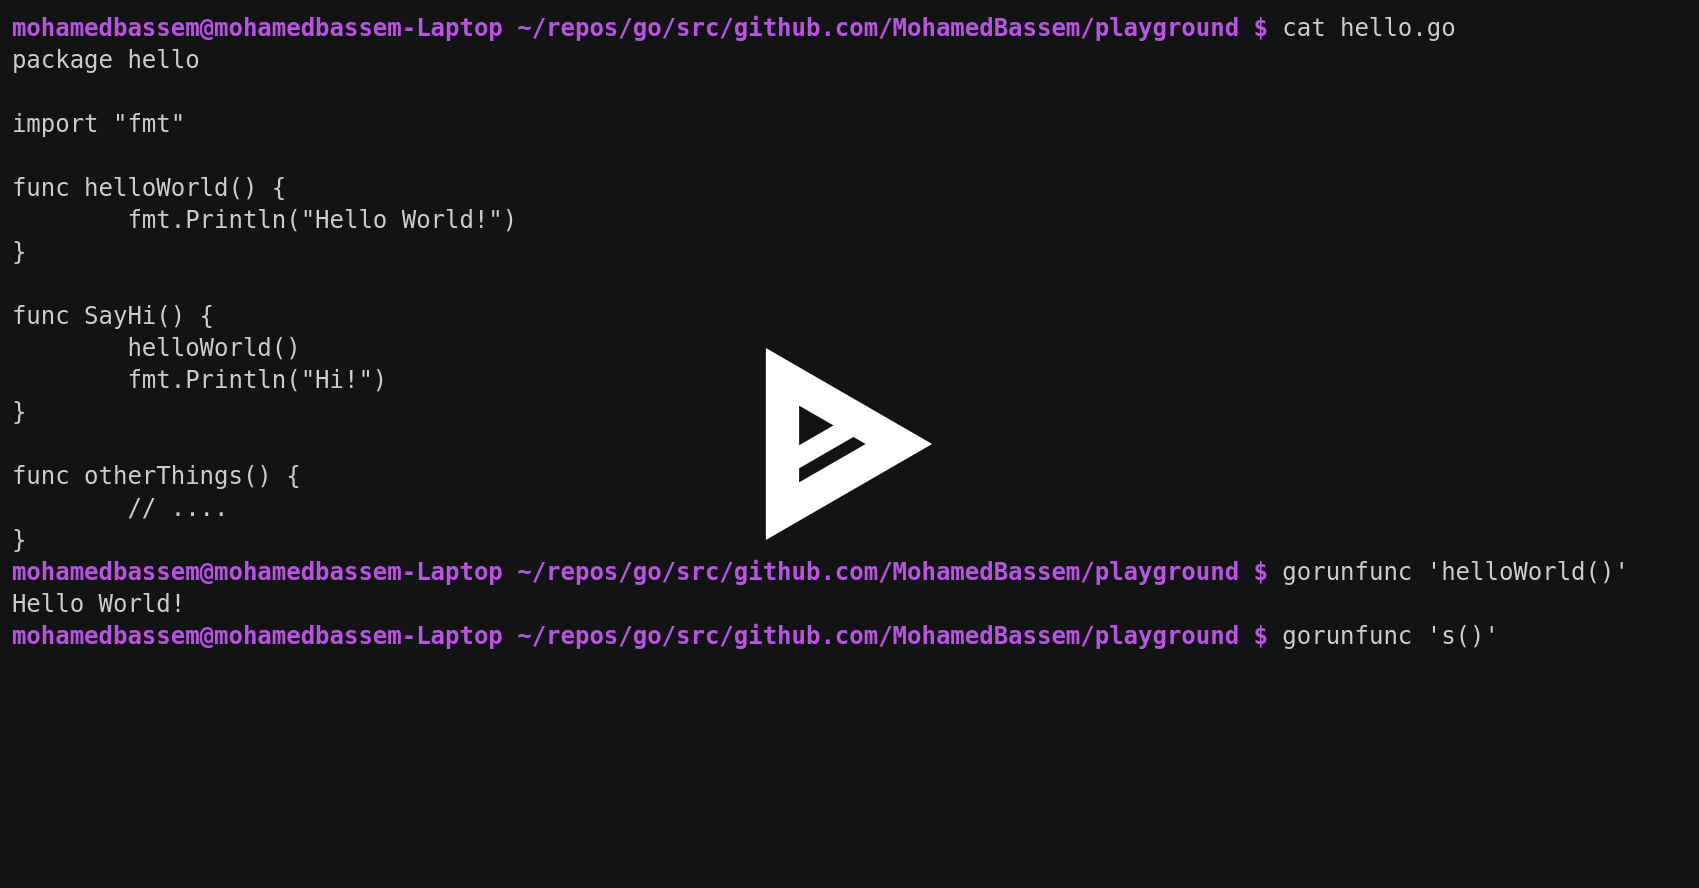 mohamedbassem@mohamedbassem-Laptop ~/repos/go/src/github.com/MohamedBassem/playground $ cat hello.go
package hello

import "fmt"

func helloWorld() {
        fmt.Println("Hello World!")
}

func SayHi() {
        helloWorld()
        fmt.Println("Hi!")
}

func otherThings() {
        // ....
}
mohamedbassem@mohamedbassem-Laptop ~/repos/go/src/github.com/MohamedBassem/playground $ gorunfunc 'helloWorld()'
Hello World!
mohamedbassem@mohamedbassem-Laptop ~/repos/go/src/github.com/MohamedBassem/playground $ gorunfunc 's()'